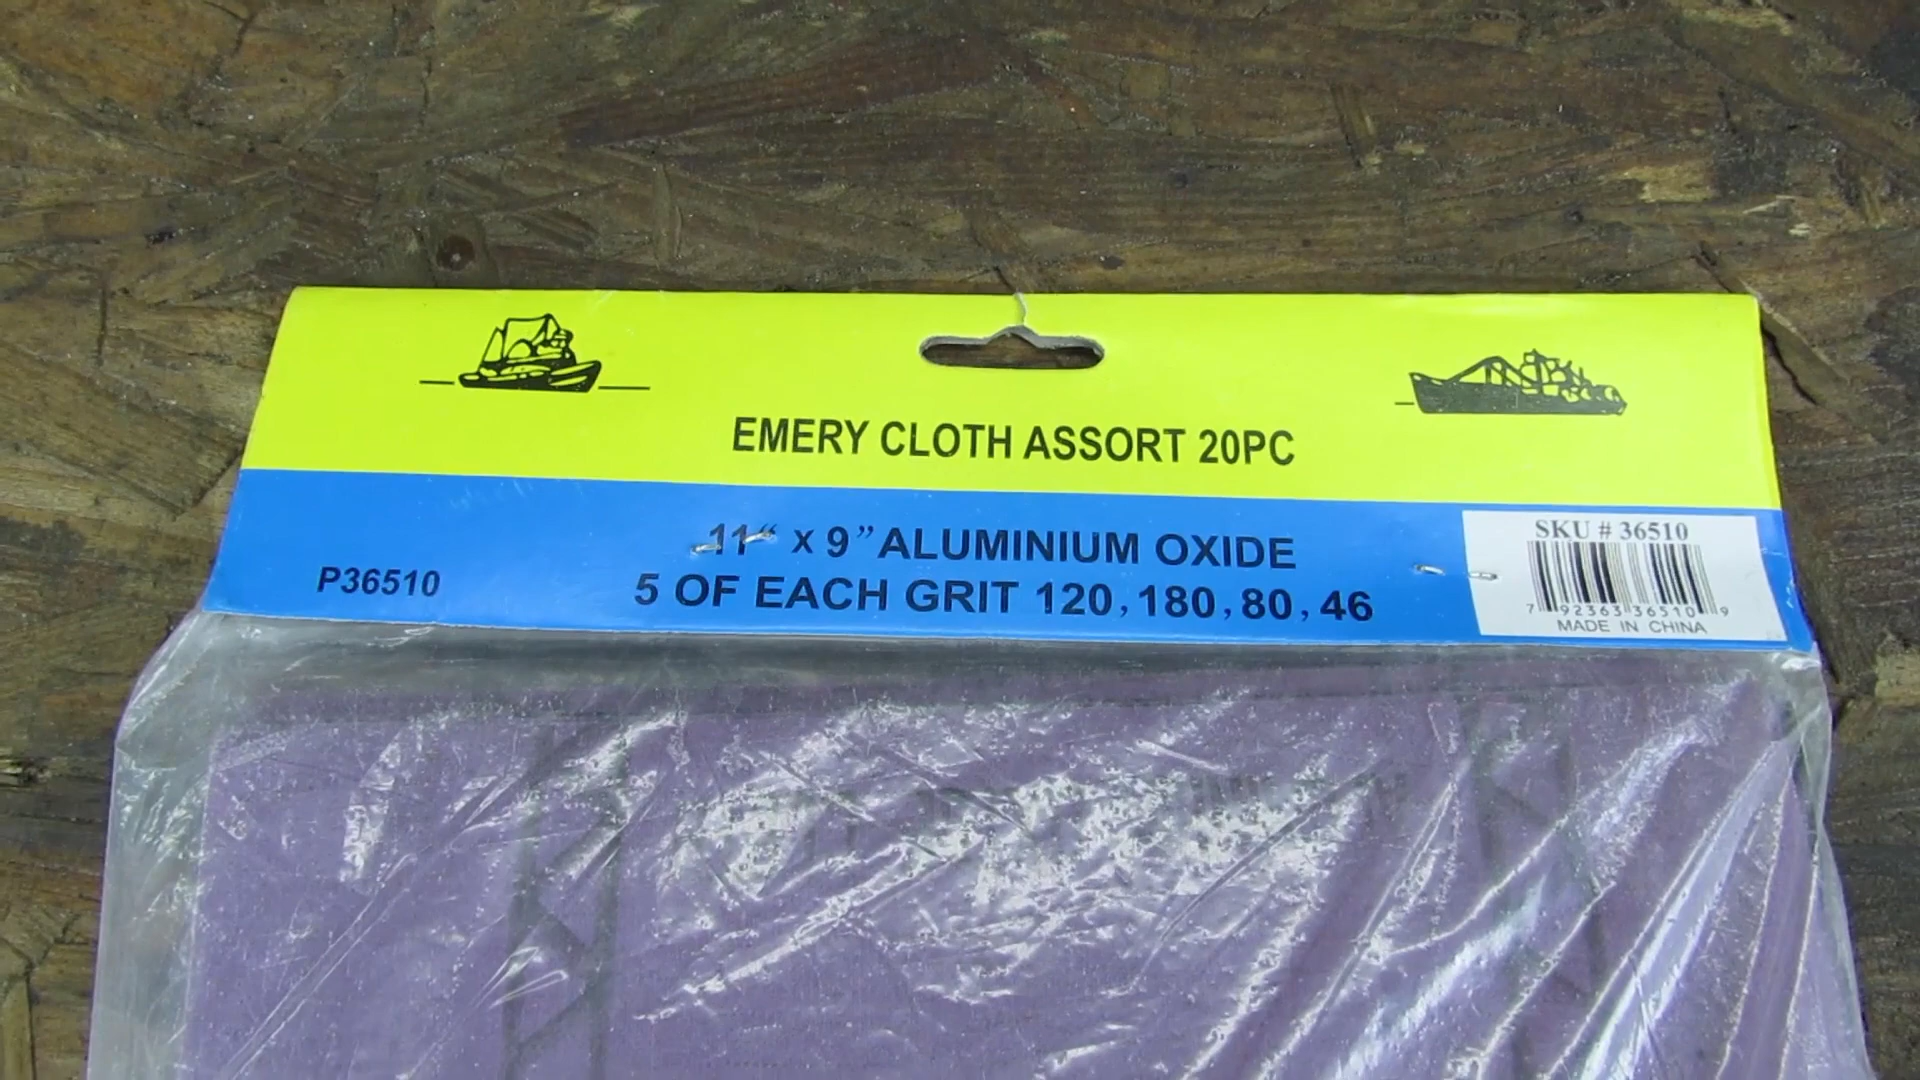 EMERY CLOTH ASSORT 20PC
11“ x 9” ALUMINIUM OXIDE
5 OF EACH GRIT 120, 180, 80, 46
P36510
SKU # 36510
7 92363 36510 9
MADE IN CHINA